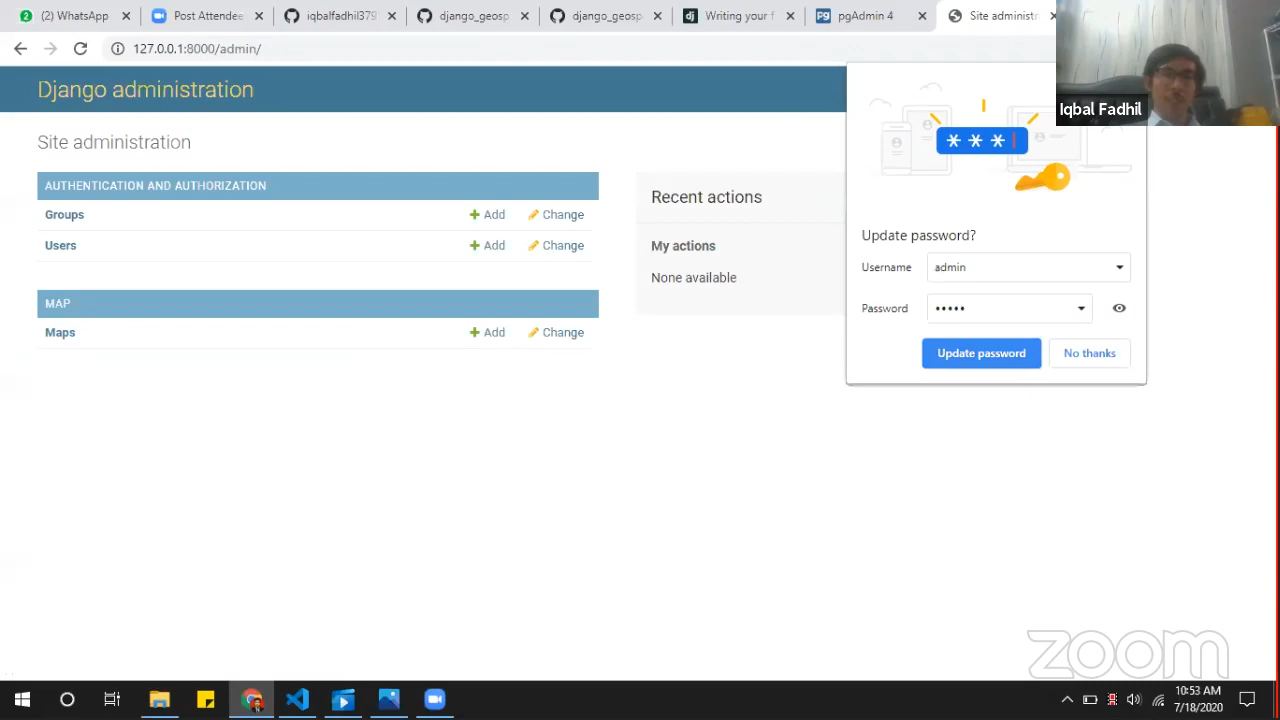 (2) WhatsApp
Post Attendee
iqbalfadhil379
django_geosp
django_geosp
Writing your f
pgAdmin 4
Site administr
127.0.0.1:8000/admin/
Iqbal Fadhil
Django administration
Site administration
AUTHENTICATION AND AUTHORIZATION
Groups
Add
Change
Users
Add
Change
MAP
Maps
Add
Change
Recent actions
My actions
None available
* * *
Update password?
Username
admin
Password
•••••
Update password
No thanks
zoom
10:53 AM
7/18/2020